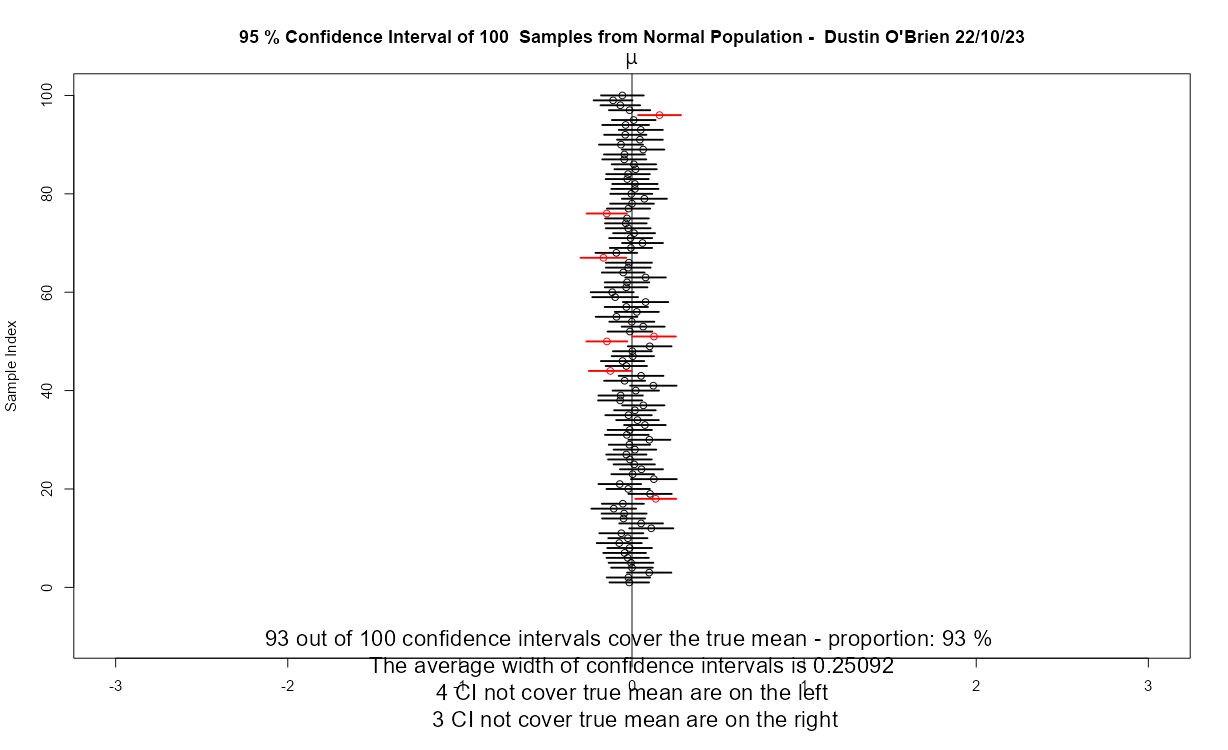 95 % Confidence Interval of 100  Samples from Normal Population -  Dustin O'Brien 22/10/23
μ
Sample Index
100
80
60
40
20
0
93 out of 100 confidence intervals cover the true mean - proportion: 93 %
The average width of confidence intervals is 0.25092
-3 -2 -1 0 1 2 3
4 CI not cover true mean are on the left
3 CI not cover true mean are on the right